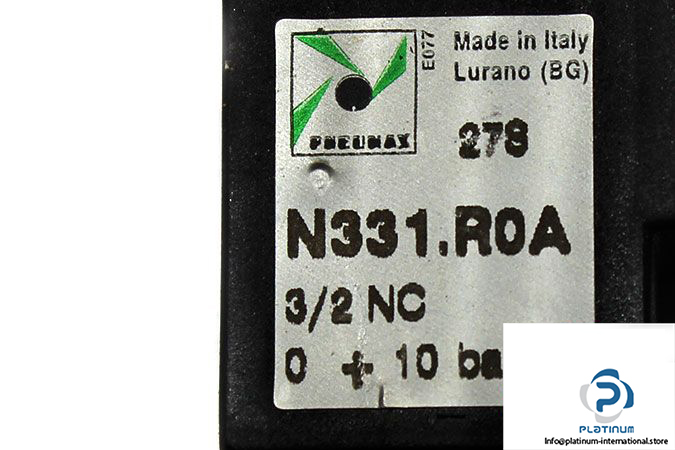 E077
Made in Italy
Lurano (BG)
PNEUMAX
278
N331.R0A
3/2 NC
0 ÷ 10 ba
PLATINUM
Info@platinum-international.store